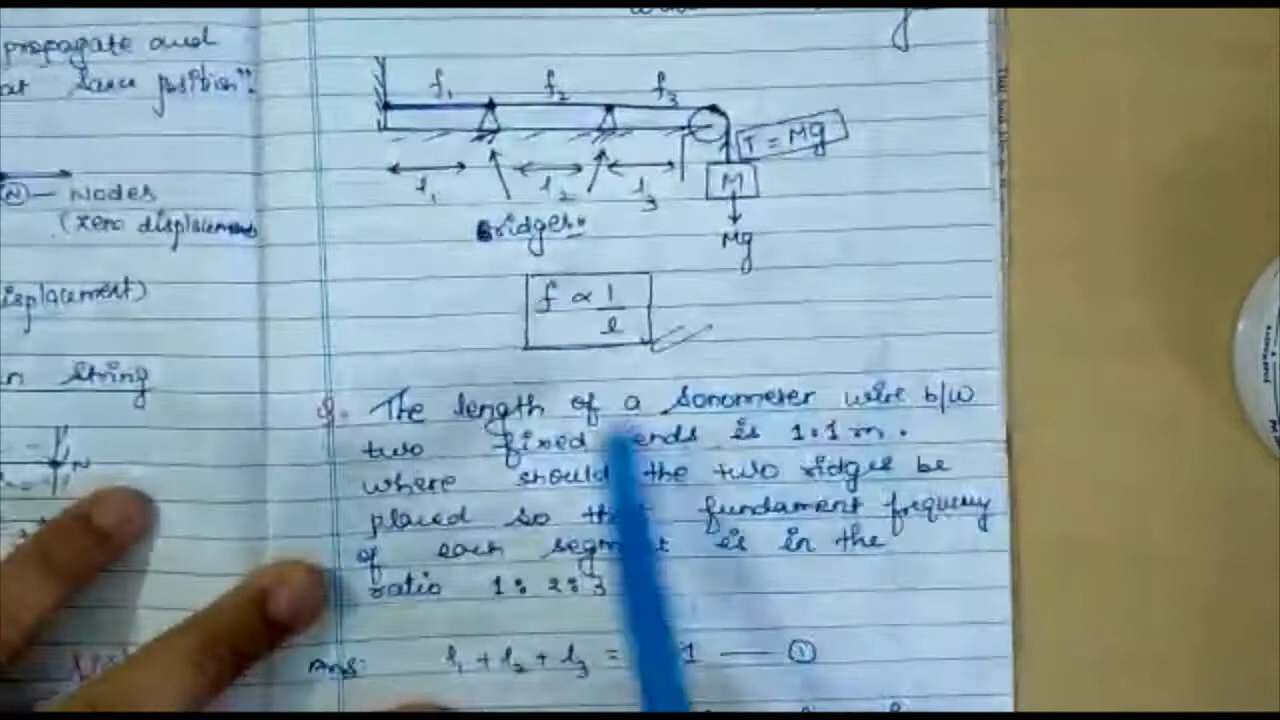 propagate and
at same position".
N — Nodes
(zero displacement
isplacement)
n string
N
f₁ f₂ f₃
T = Mg
l₁ l₂ l₃
M
Bridges.
Mg
f ∝ 1/l
Q. The length of a Sonometer wire b/w
two fixed ends is 1.1 m.
where should the two ridges be
placed so that fundament frequency
of each segment is in the
ratio 1:2:3
Ans: l₁ + l₂ + l₃ = 1 — ①